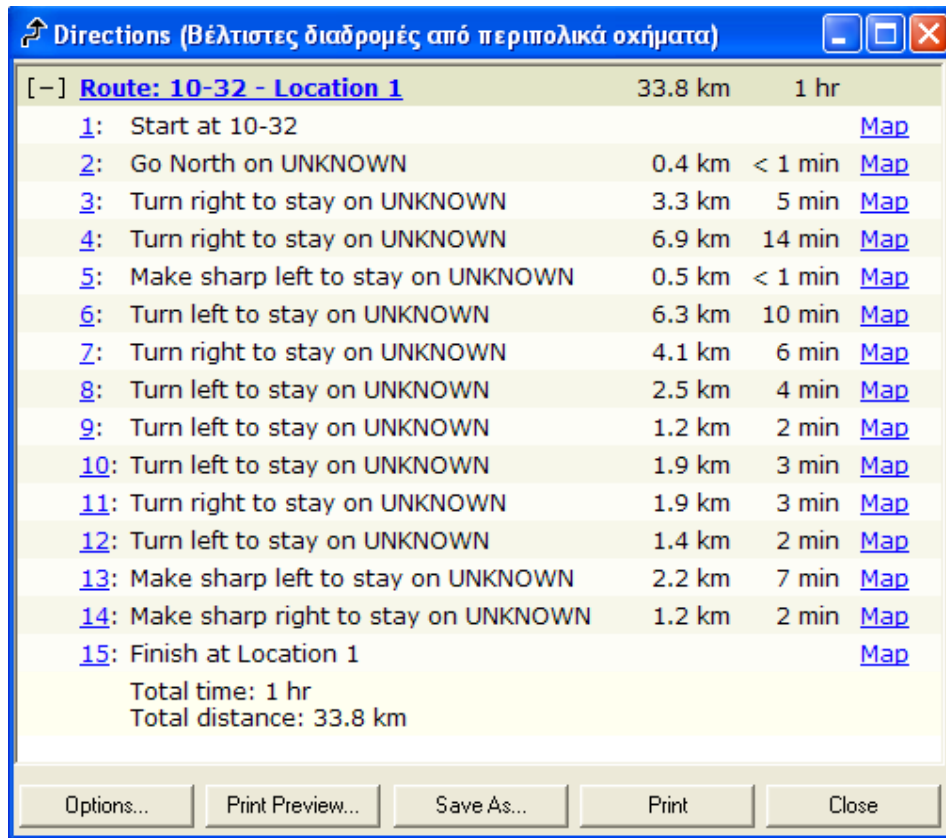 Directions (Βέλτιστες διαδρομές από περιπολικά οχήματα)
[-] Route: 10-32 - Location 1 33.8 km 1 hr
1: Start at 10-32 Map
2: Go North on UNKNOWN 0.4 km < 1 min Map
3: Turn right to stay on UNKNOWN 3.3 km 5 min Map
4: Turn right to stay on UNKNOWN 6.9 km 14 min Map
5: Make sharp left to stay on UNKNOWN 0.5 km < 1 min Map
6: Turn left to stay on UNKNOWN 6.3 km 10 min Map
7: Turn right to stay on UNKNOWN 4.1 km 6 min Map
8: Turn left to stay on UNKNOWN 2.5 km 4 min Map
9: Turn left to stay on UNKNOWN 1.2 km 2 min Map
10: Turn left to stay on UNKNOWN 1.9 km 3 min Map
11: Turn right to stay on UNKNOWN 1.9 km 3 min Map
12: Turn left to stay on UNKNOWN 1.4 km 2 min Map
13: Make sharp left to stay on UNKNOWN 2.2 km 7 min Map
14: Make sharp right to stay on UNKNOWN 1.2 km 2 min Map
15: Finish at Location 1 Map
Total time: 1 hr
Total distance: 33.8 km
Options... Print Preview... Save As... Print Close